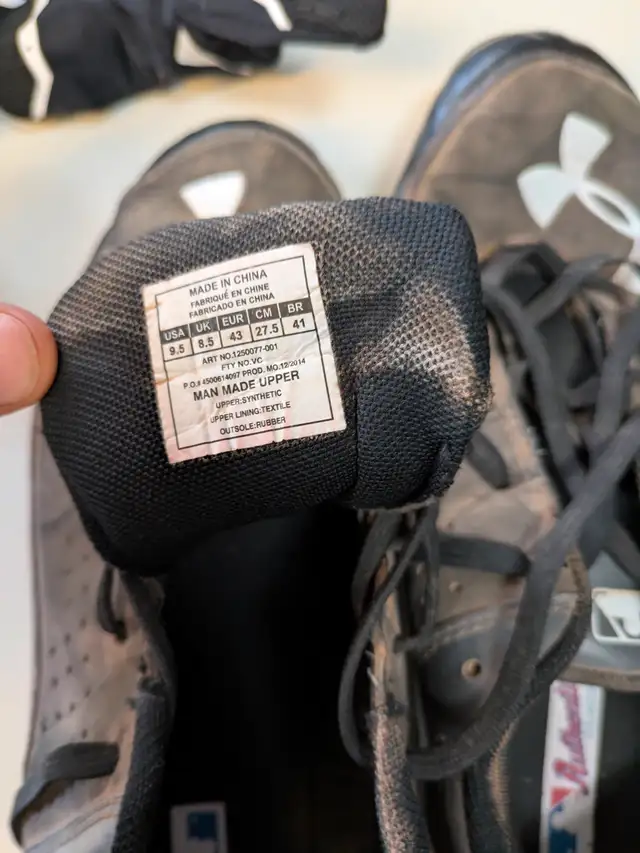 MADE IN CHINA
FABRIQUÉ EN CHINE
FABRICADO EN CHINA
USA UK EUR CM BR
9.5 8.5 43 27.5 41
ART NO.1250077-001
FTY NO.VC
P.O.# 4500614097 PROD. MO.12/2014
MAN MADE UPPER
UPPER:SYNTHETIC
UPPER LINING:TEXTILE
OUTSOLE:RUBBER